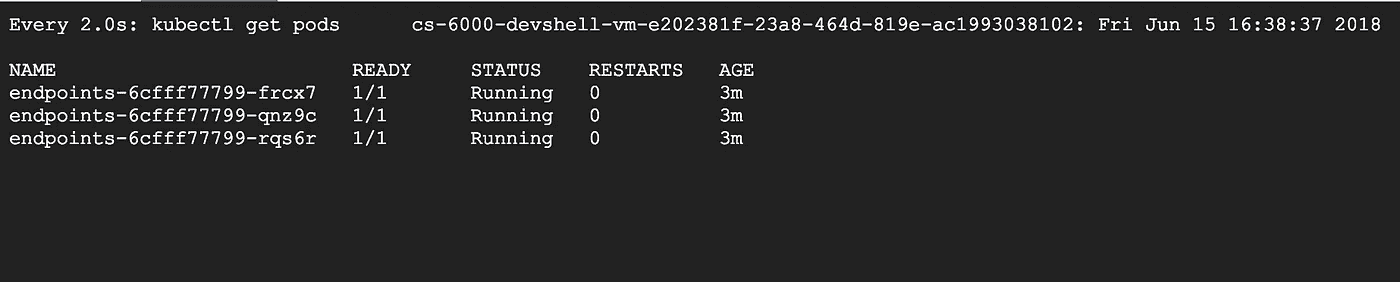 Every 2.0s: kubectl get pods      cs-6000-devshell-vm-e202381f-23a8-464d-819e-ac1993038102: Fri Jun 15 16:38:37 2018
NAME                         READY     STATUS    RESTARTS   AGE
endpoints-6cfff77799-frcx7   1/1       Running   0          3m
endpoints-6cfff77799-qnz9c   1/1       Running   0          3m
endpoints-6cfff77799-rqs6r   1/1       Running   0          3m